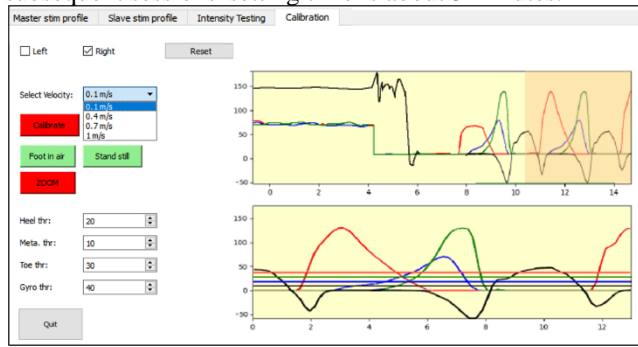 Master stim profile Slave stim profile Intensity Testing Calibration
Left Right Reset
Select Velocity: 0.1 m/s
0.1 m/s
0.4 m/s
0.7 m/s
1 m/s
Calibrate
Foot in air Stand still
ZOOM
Heel thr: 20
Meta. thr: 10
Toe thr: 30
Gyro thr: 40
Quit
150
100
50
0
-50
0 2 4 6 8 10 12 14
150
100
50
0
-50
0 2 4 6 8 10 12